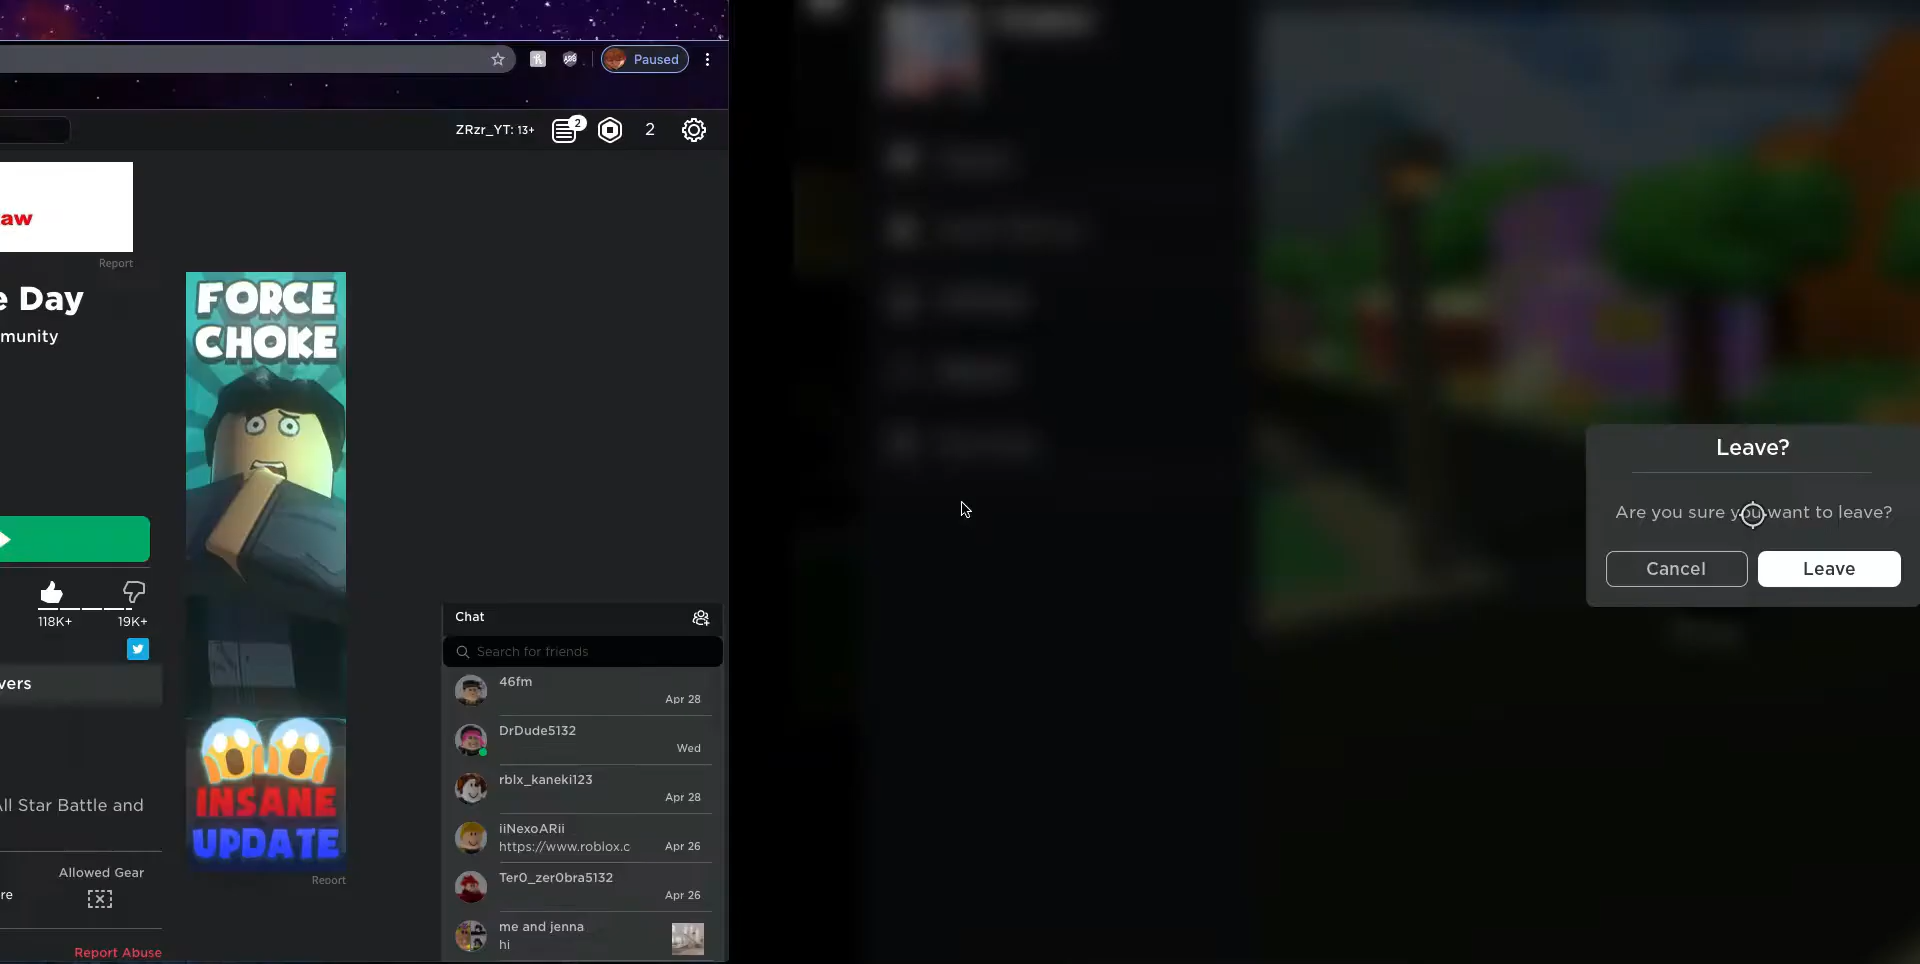 Paused
ZRzr_YT: 13+
2
2
aw
Report
e Day
munity
FORCE
CHOKE
118K+
19K+
vers
All Star Battle and
Allowed Gear
re
Report Abuse
INSANE
UPDATE
Report
Chat
Search for friends
46fm
Apr 28
DrDude5132
Wed
rblx_kaneki123
Apr 28
iiNexoARii
https://www.roblox.c
Apr 26
Ter0_zer0bra5132
Apr 26
me and jenna
hi
Leave?
Are you sure you want to leave?
Cancel
Leave